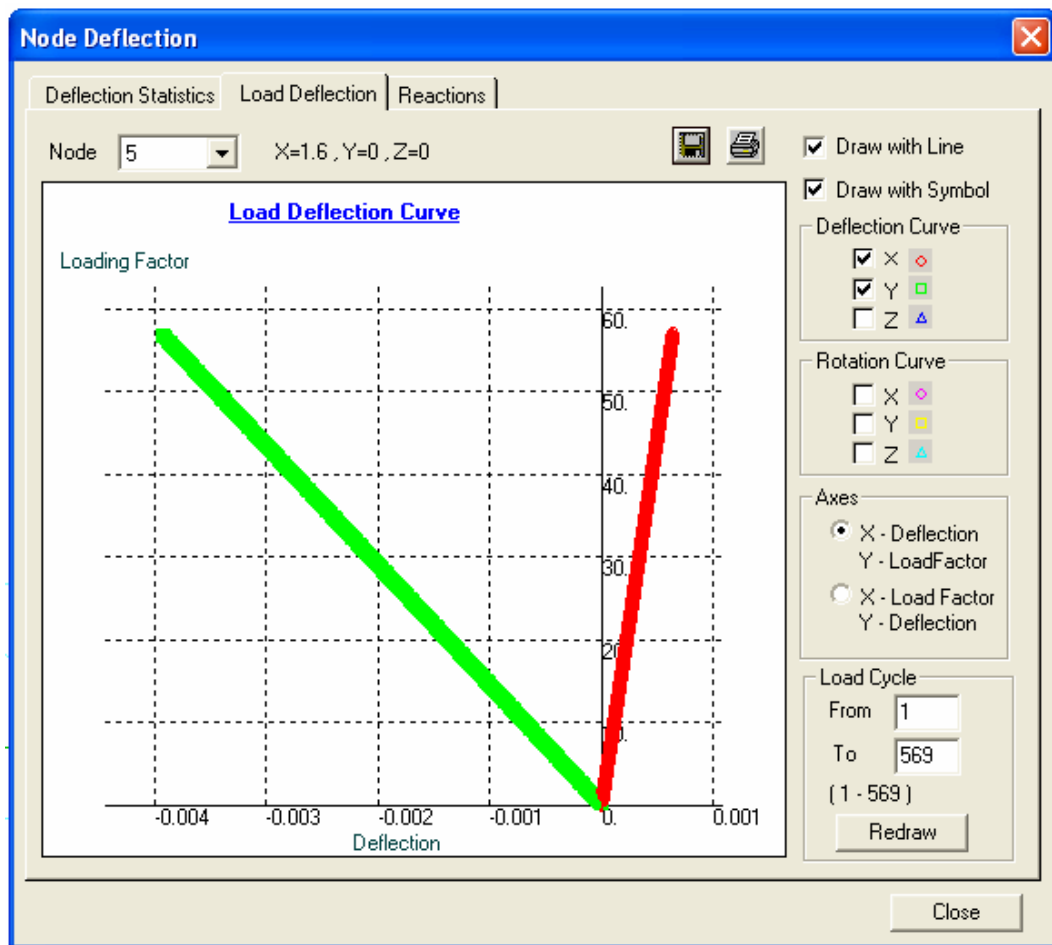 Node Deflection
Deflection Statistics
Load Deflection
Reactions
Node
5
X=1.6 , Y=0 , Z=0
Load Deflection Curve
Loading Factor
60.
50.
40.
30.
20.
10.
-0.004
-0.003
-0.002
-0.001
0.
0.001
Deflection
Draw with Line
Draw with Symbol
Deflection Curve
X
Y
Z
Rotation Curve
X
Y
Z
Axes
X - Deflection
Y - LoadFactor
X - Load Factor
Y - Deflection
Load Cycle
From
1
To
569
( 1 - 569 )
Redraw
Close